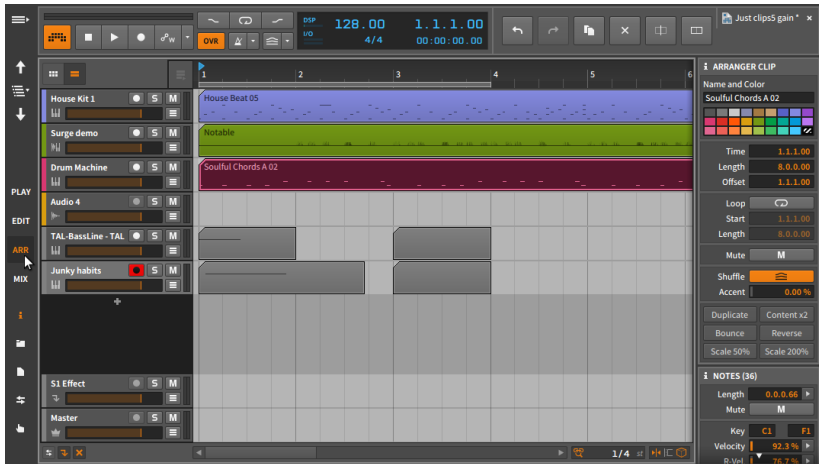 DSP
I/O
128.00
4/4
1.1.1.00
00:00:00.00
OVR
W
Just clips5 gain * ×
PLAY
EDIT
ARR
MIX
1 2 3 4 5 6
House Kit 1 S M
House Beat 05
Surge demo S M
Notable
Drum Machine S M
Soulful Chords A 02
Audio 4 S M
TAL-BassLine - TAL S M
Junky habits S M
+
S1 Effect S M
Master S M
1/4 st
i ARRANGER CLIP
Name and Color
Soulful Chords A 02
Time 1.1.1.00
Length 8.0.0.00
Offset 1.1.1.00
Loop
Start 1.1.1.00
Length 8.0.0.00
Mute M
Shuffle
Accent 0.00 %
Duplicate Content x2
Bounce Reverse
Scale 50% Scale 200%
i NOTES (36)
Length 0.0.0.66
Mute M
Key C1 F1
Velocity 92.3 %
R-Vel 76.7 %